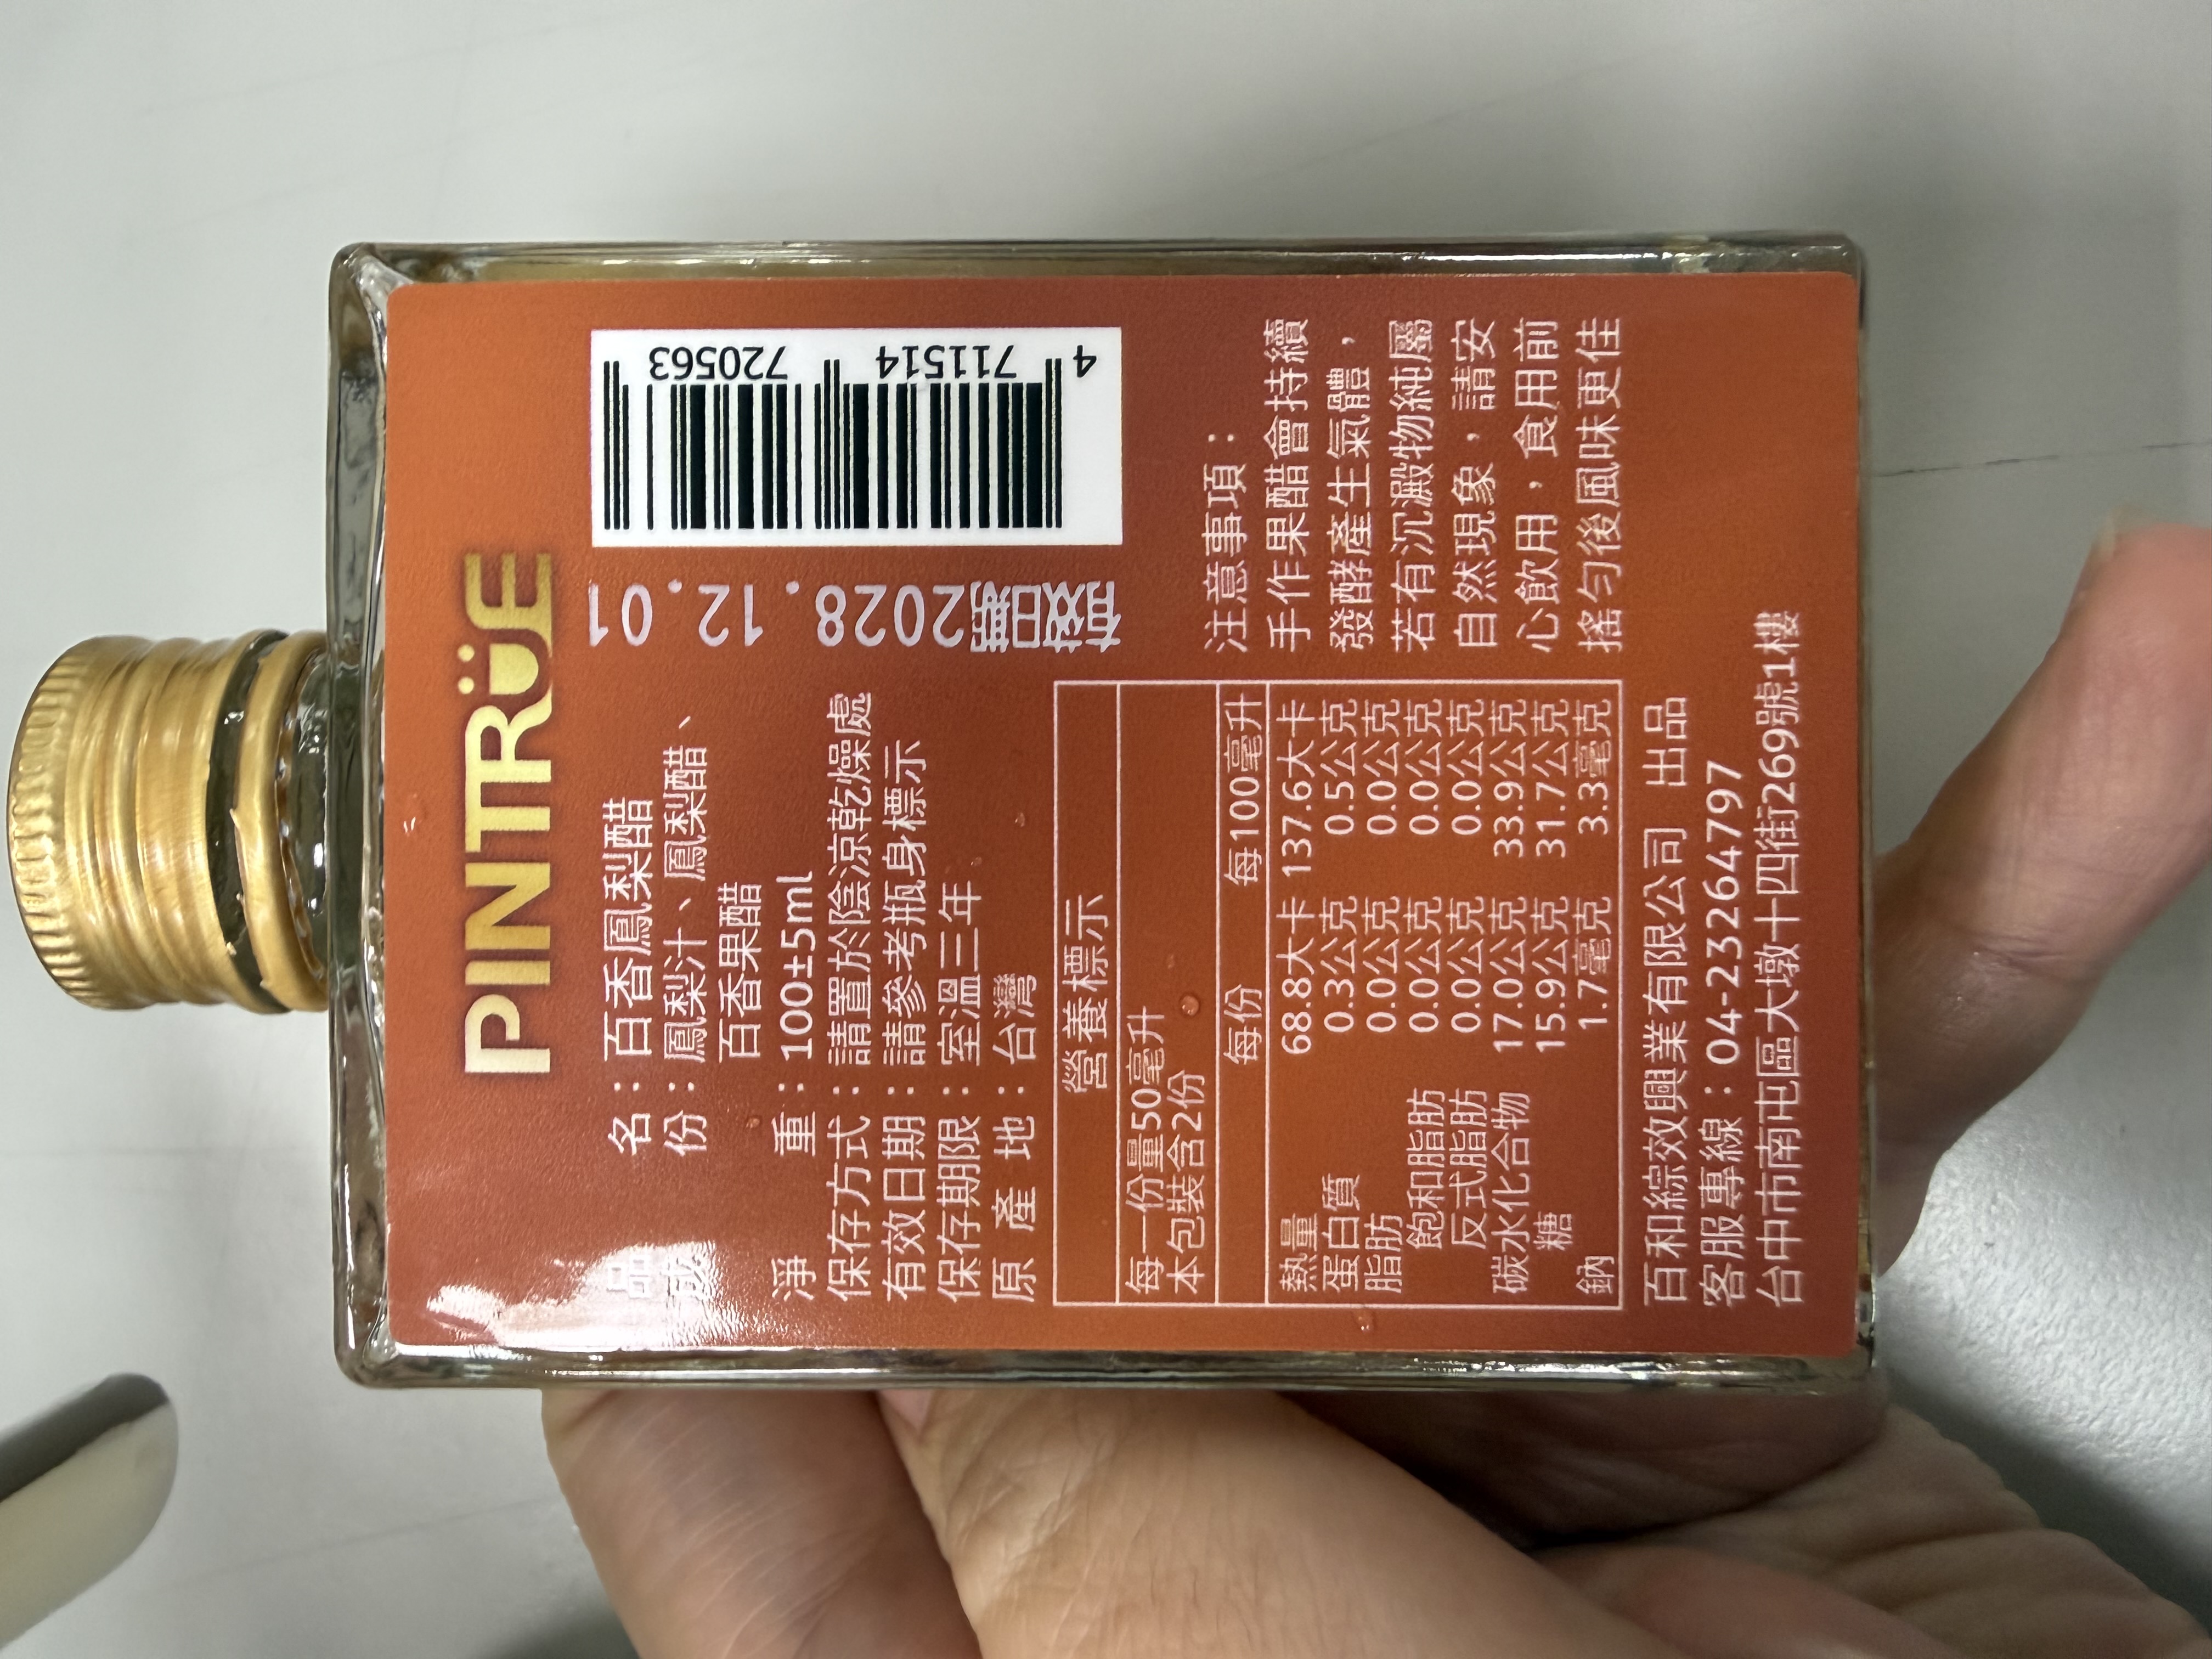 PINTRÜE
品名：百香鳳梨醋
成份：鳳梨汁、鳳梨醋、
百香果醋
淨重：100±5ml
保存方式：請置於陰涼乾燥處
有效日期：請參考瓶身標示
保存期限：室溫三年
原產地：台灣
有效日期2028.12.01
4 711514 720563
營養標示
每一份量50毫升
本包裝含2份
每份 每100毫升
熱量 68.8大卡 137.6大卡
蛋白質 0.3公克 0.5公克
脂肪 0.0公克 0.0公克
飽和脂肪 0.0公克 0.0公克
反式脂肪 0.0公克 0.0公克
碳水化合物 17.0公克 33.9公克
糖 15.9公克 31.7公克
鈉 1.7毫克 3.3毫克
注意事項：
手作果醋會持續
發酵產生氣體，
若有沉澱物純屬
自然現象，請安
心飲用，食用前
搖勻後風味更佳
百和綜效興業有限公司 出品
客服專線：04-23264797
台中市南屯區大墩十四街269號1樓